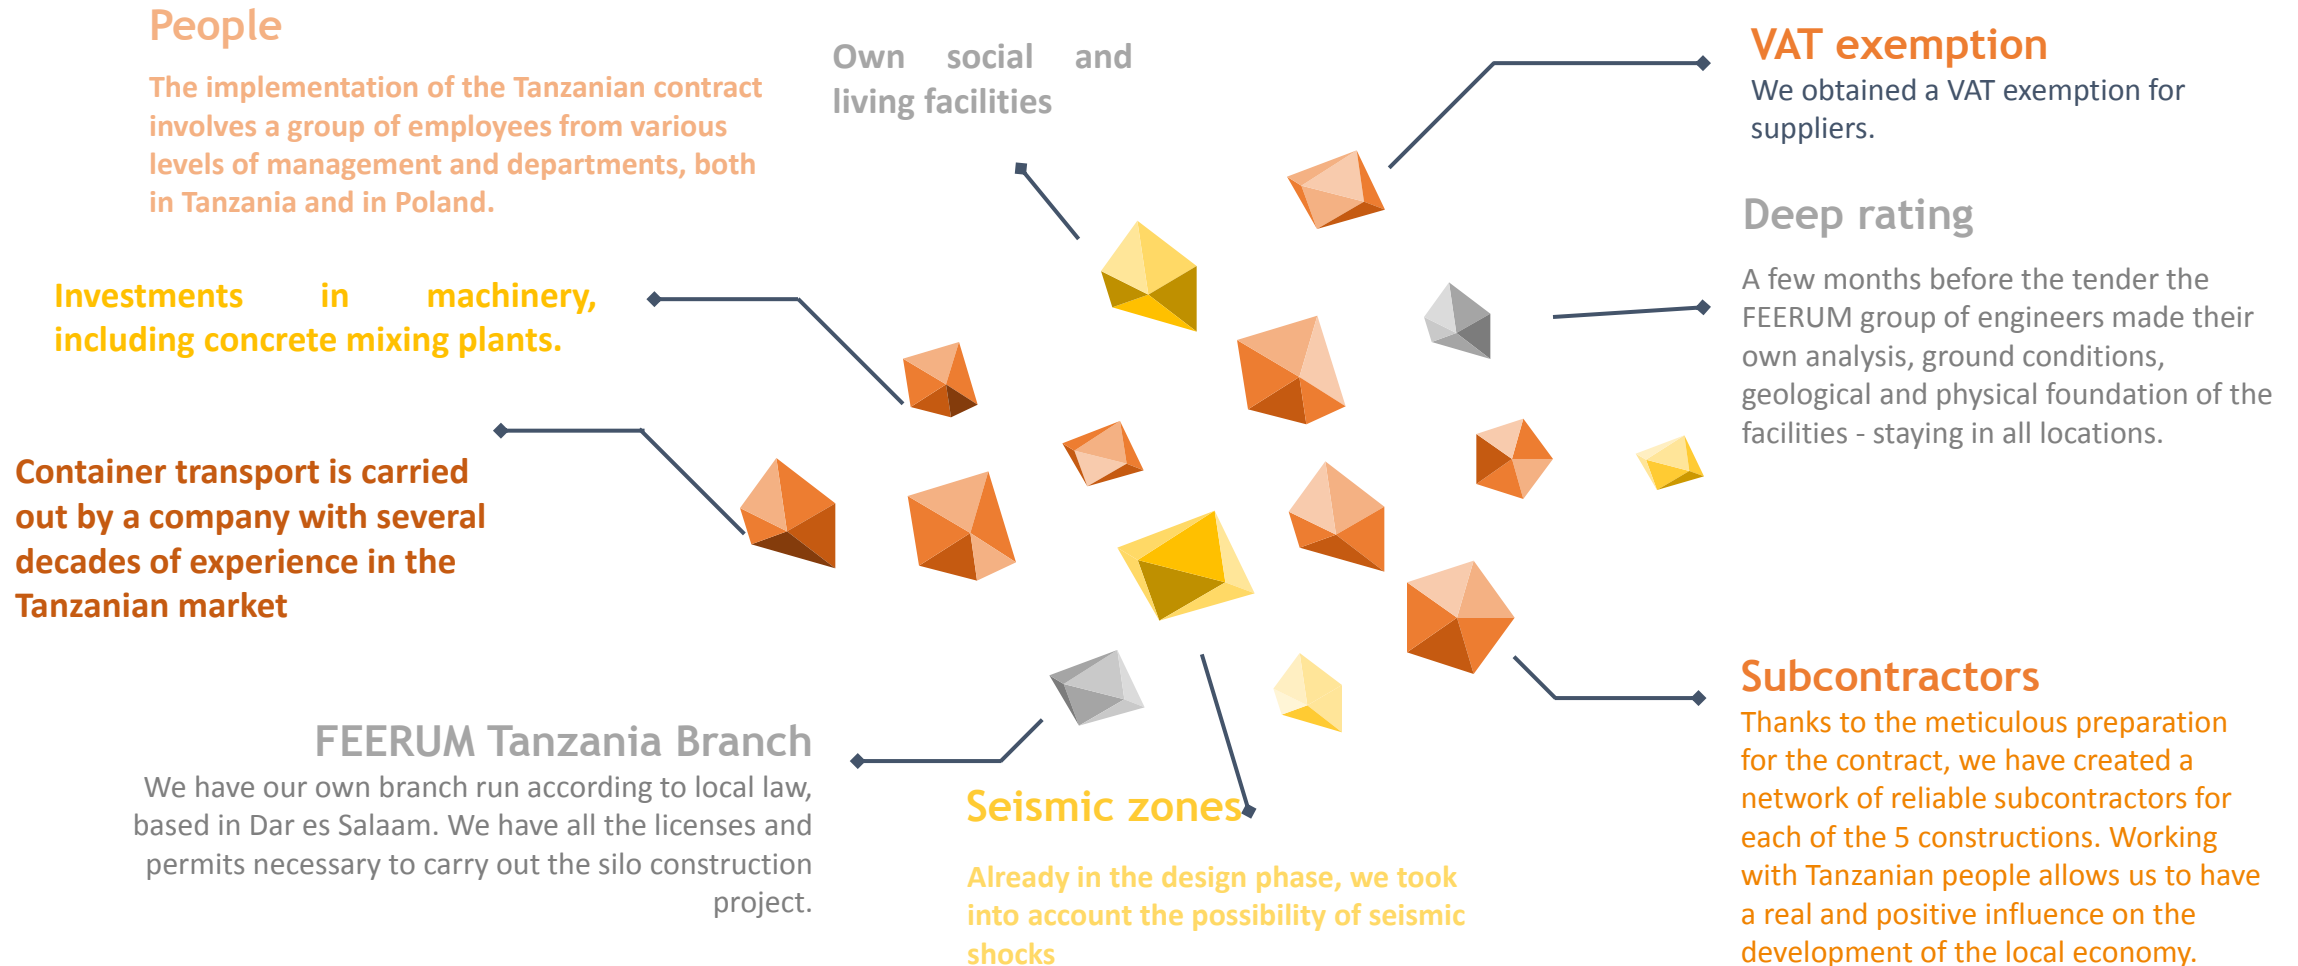 People
The implementation of the Tanzanian contract
involves a group of employees from various
levels of management and departments, both
in Tanzania and in Poland.
Own social and
living facilities
VAT exemption
We obtained a VAT exemption for
suppliers.
Deep rating
A few months before the tender the
FEERUM group of engineers made their
own analysis, ground conditions,
geological and physical foundation of the
facilities - staying in all locations.
Investments in machinery,
including concrete mixing plants.
Container transport is carried
out by a company with several
decades of experience in the
Tanzanian market
FEERUM Tanzania Branch
We have our own branch run according to local law,
based in Dar es Salaam. We have all the licenses and
permits necessary to carry out the silo construction
project.
Seismic zones
Already in the design phase, we took
into account the possibility of seismic
shocks
Subcontractors
Thanks to the meticulous preparation
for the contract, we have created a
network of reliable subcontractors for
each of the 5 constructions. Working
with Tanzanian people allows us to have
a real and positive influence on the
development of the local economy.